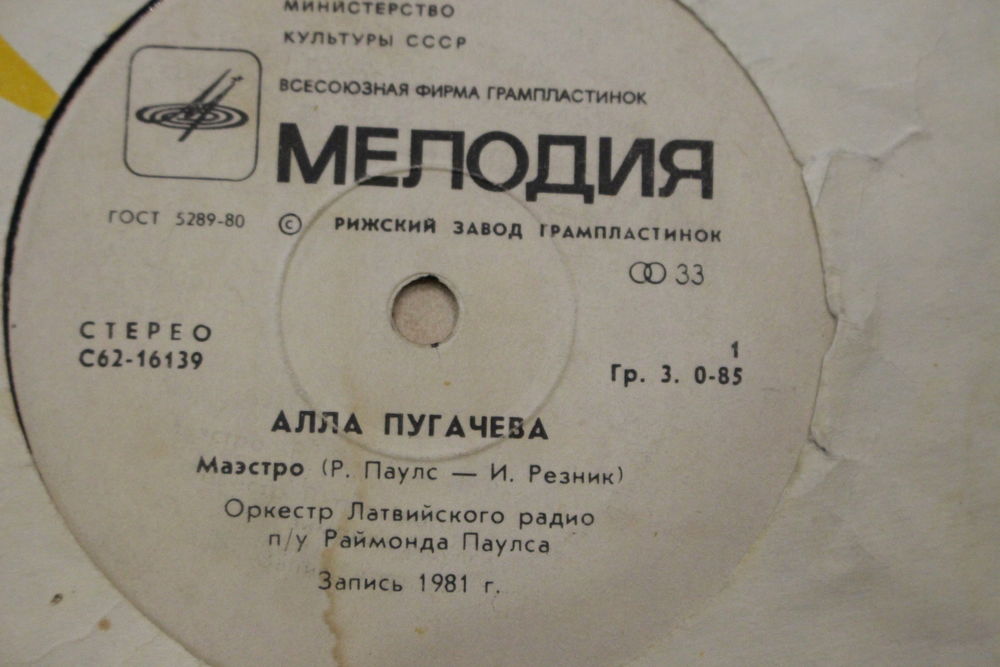 МИНИСТЕРСТВО
КУЛЬТУРЫ СССР
ВСЕСОЮЗНАЯ ФИРМА ГРАМПЛАСТИНОК
МЕЛОДИЯ
ГОСТ 5289-80 © РИЖСКИЙ ЗАВОД ГРАМПЛАСТИНОК
33
СТЕРЕО
С62-16139
1
Гр. 3. 0-85
АЛЛА ПУГАЧЕВА
Маэстро (Р. Паулс — И. Резник)
Оркестр Латвийского радио
п/у Раймонда Паулса
Запись 1981 г.